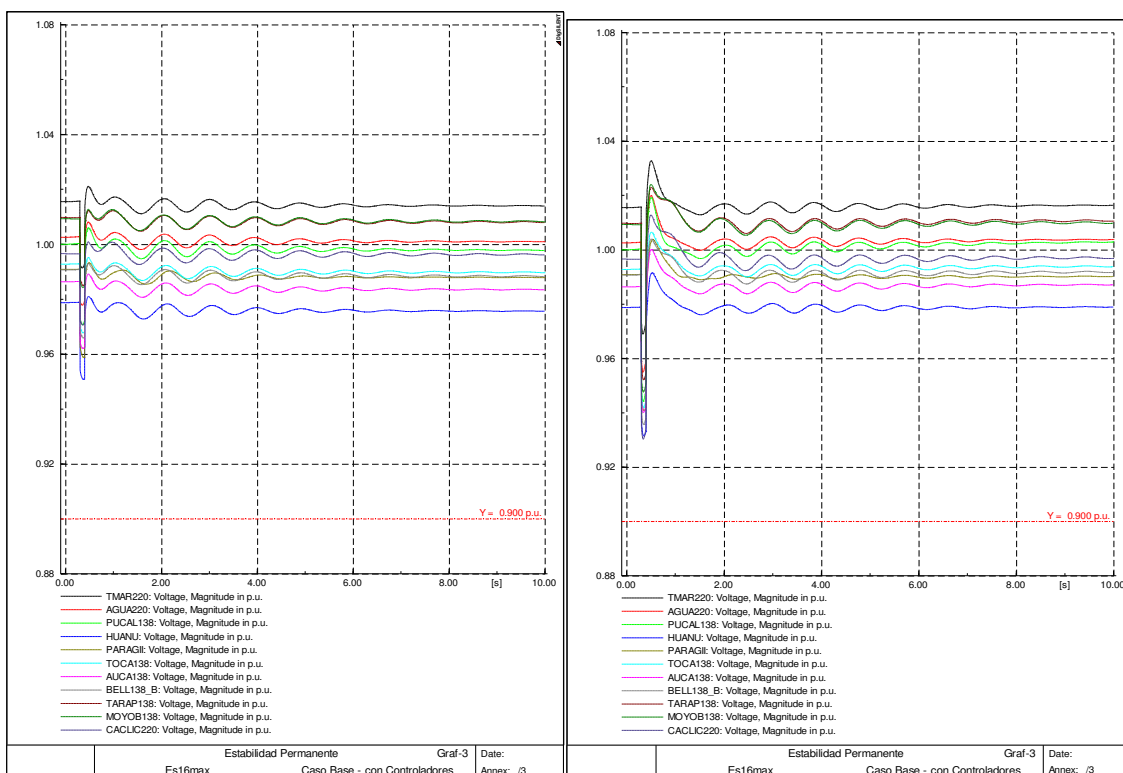 1.08
1.04
1.00
0.96
0.92
0.88
Y = 0.900 p.u.
0.00 2.00 4.00 6.00 8.00 [s] 10.00
TMAR220: Voltage, Magnitude in p.u.
AGUA220: Voltage, Magnitude in p.u.
PUCAL138: Voltage, Magnitude in p.u.
HUANU: Voltage, Magnitude in p.u.
PARAGII: Voltage, Magnitude in p.u.
TOCA138: Voltage, Magnitude in p.u.
AUCA138: Voltage, Magnitude in p.u.
BELL138_B: Voltage, Magnitude in p.u.
TARAP138: Voltage, Magnitude in p.u.
MOYOB138: Voltage, Magnitude in p.u.
CACLIC220: Voltage, Magnitude in p.u.
Estabilidad Permanente Graf-3 Date:
Es16max Caso Base - con Controladores Annex: /3
DIgSILENT
1.08
1.04
1.00
0.96
0.92
0.88
Y = 0.900 p.u.
0.00 2.00 4.00 6.00 8.00 [s] 10.00
TMAR220: Voltage, Magnitude in p.u.
AGUA220: Voltage, Magnitude in p.u.
PUCAL138: Voltage, Magnitude in p.u.
HUANU: Voltage, Magnitude in p.u.
PARAGII: Voltage, Magnitude in p.u.
TOCA138: Voltage, Magnitude in p.u.
AUCA138: Voltage, Magnitude in p.u.
BELL138_B: Voltage, Magnitude in p.u.
TARAP138: Voltage, Magnitude in p.u.
MOYOB138: Voltage, Magnitude in p.u.
CACLIC220: Voltage, Magnitude in p.u.
Estabilidad Permanente Graf-3 Date:
Es16max Caso Base - con Controladores Annex: /3